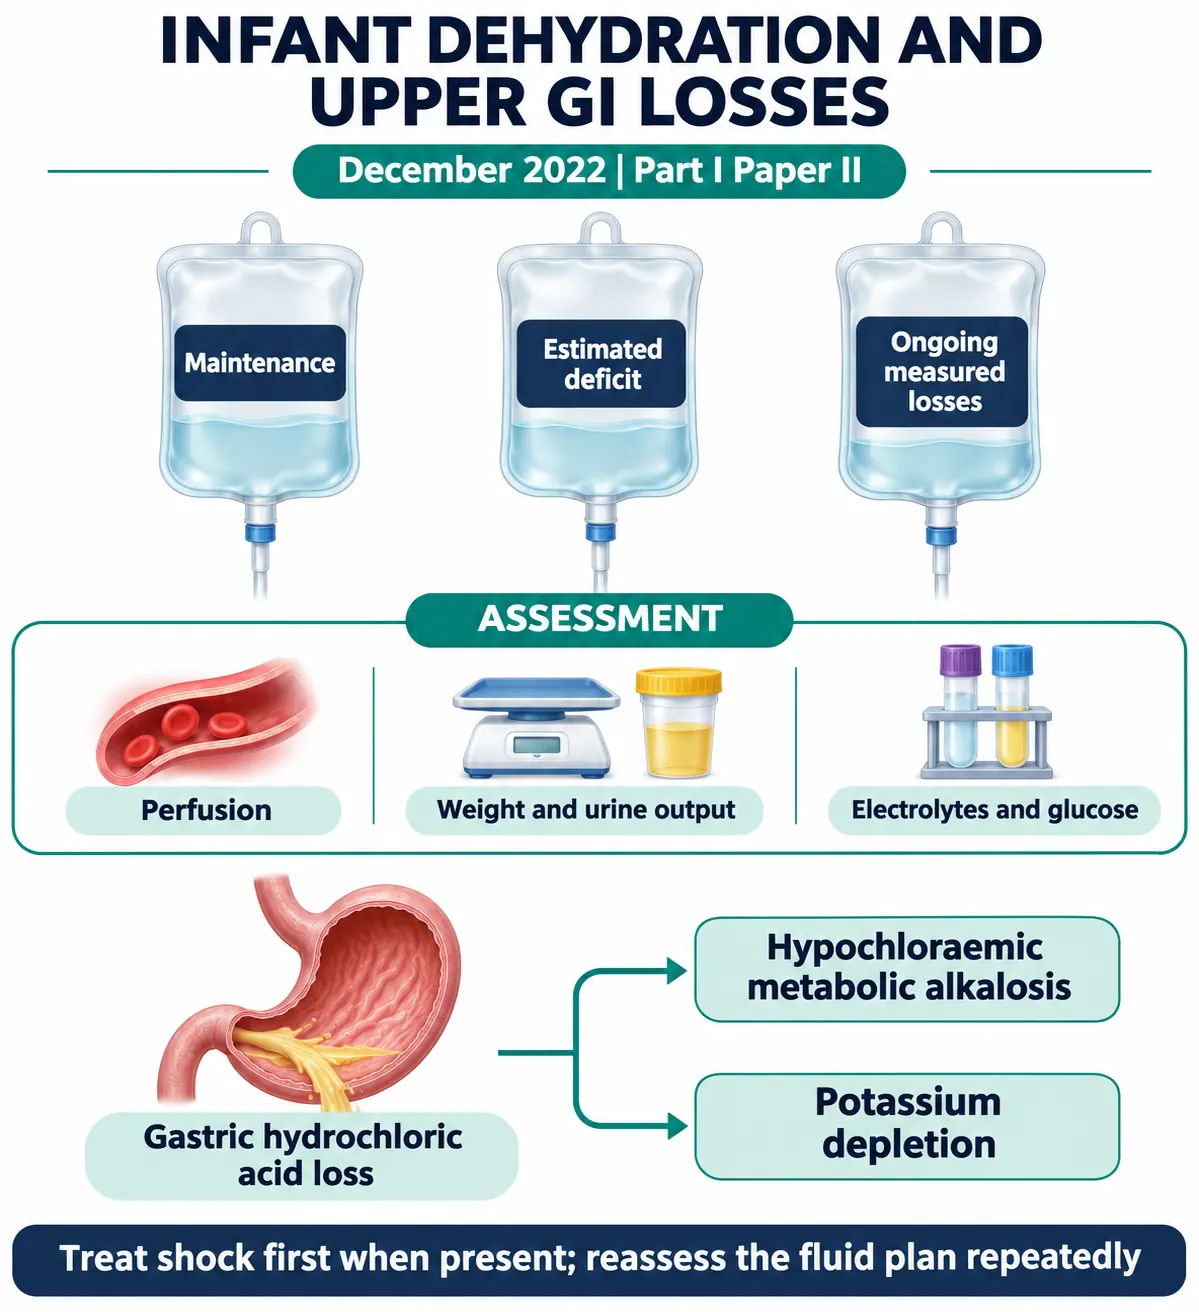 INFANT DEHYDRATION AND
UPPER GI LOSSES
December 2022 | Part I Paper II
Maintenance
Estimated
deficit
Ongoing
measured
losses
ASSESSMENT
Perfusion
Weight and urine output
Electrolytes and glucose
Gastric hydrochloric
acid loss
Hypochloraemic
metabolic alkalosis
Potassium
depletion
Treat shock first when present; reassess the fluid plan repeatedly